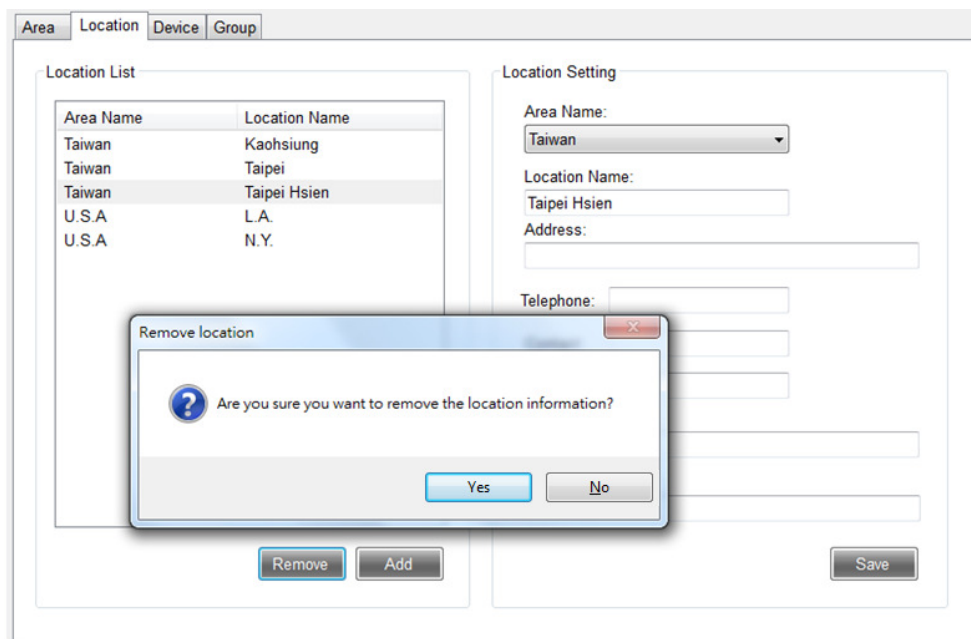 Area Location Device Group
Location List
Area Name Location Name
Taiwan Kaohsiung
Taiwan Taipei
Taiwan Taipei Hsien
U.S.A L.A.
U.S.A N.Y.
Remove Add
Location Setting
Area Name:
Taiwan
Location Name:
Taipei Hsien
Address:
Telephone:
Save
Remove location
Are you sure you want to remove the location information?
Yes No